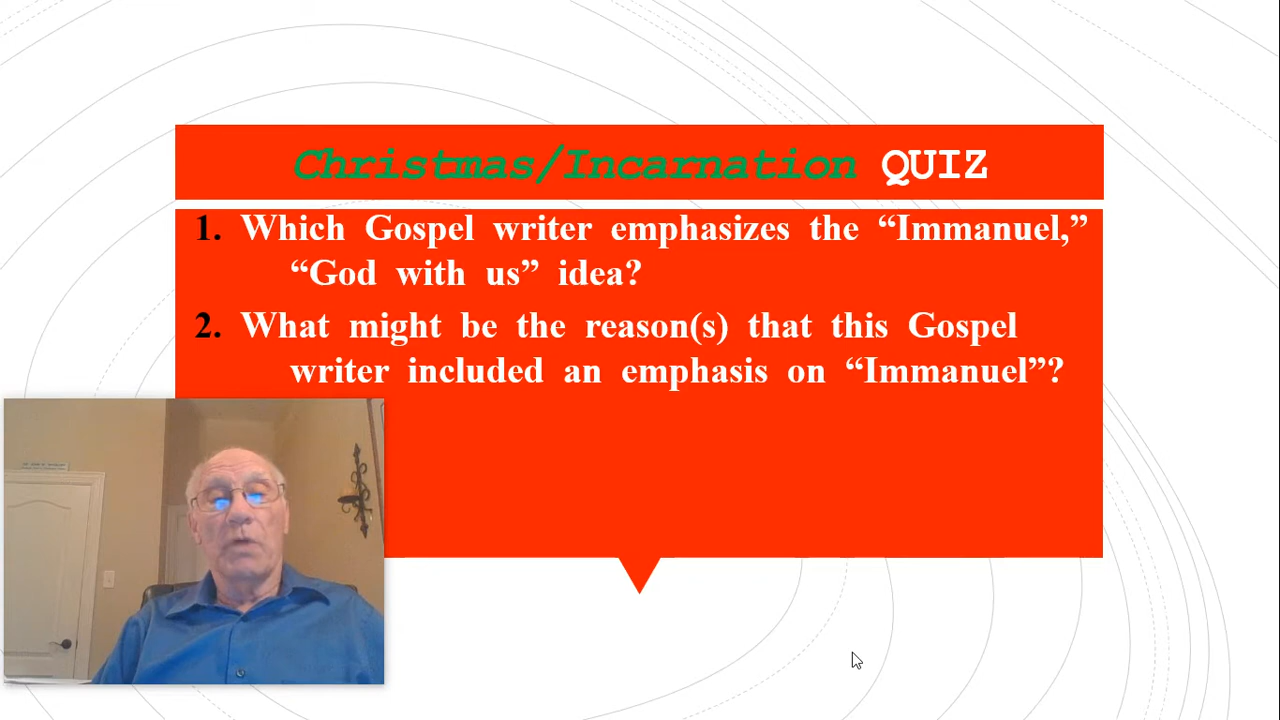 Christmas/Incarnation QUIZ
1. Which Gospel writer emphasizes the “Immanuel,”
“God with us” idea?
2. What might be the reason(s) that this Gospel
writer included an emphasis on “Immanuel”?